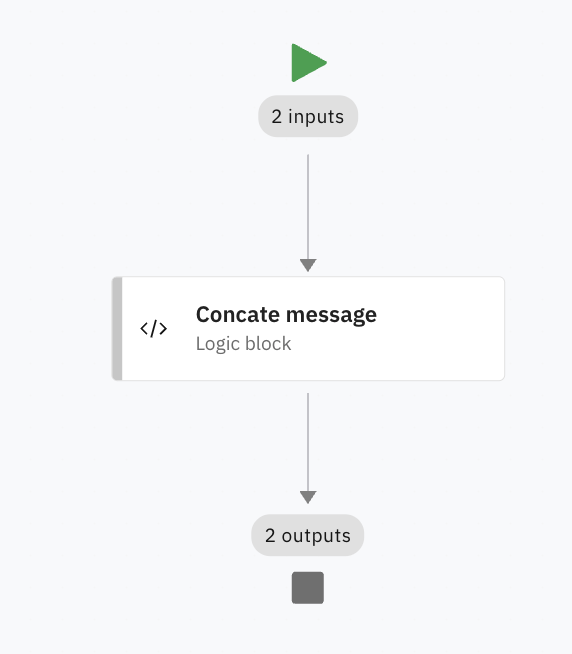 2 inputs
</>
Concate message
Logic block
2 outputs